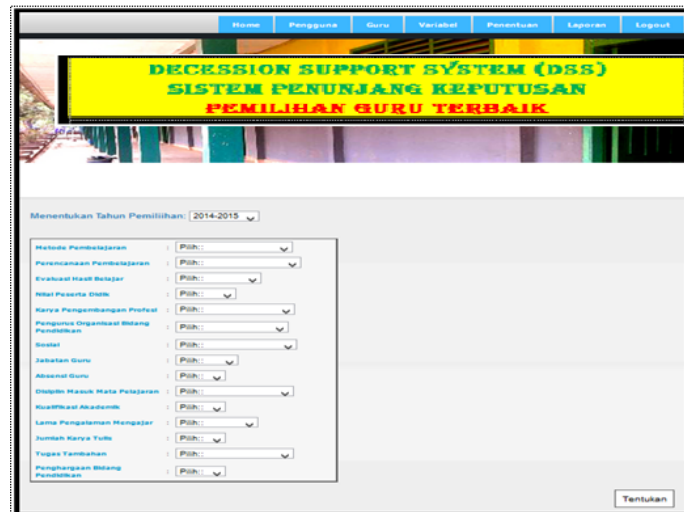 Home Pengguna Guru Variabel Penentuan Laporan Logout
DECESSION SUPPORT SYSTEM (DSS)
SISTEM PENUNJANG KEPUTUSAN
PEMILIHAN GURU TERBAIK
Menentukan Tahun Pemiliihan: 2014-2015
Metode Pembelajaran : Pilih::
Perencanaan Pembelajaran : Pilih::
Evaluasi Hasil Belajar : Pilih::
Nilai Peserta Didik : Pilih::
Karya Pengembangan Profesi : Pilih::
Pengurus Organisasi Bidang
Pendidikan : Pilih::
Sosial : Pilih::
Jabatan Guru : Pilih::
Absensi Guru : Pilih::
Disiplin Masuk Mata Pelajaran : Pilih::
Kualifikasi Akademik : Pilih::
Lama Pengalaman Mengajar : Pilih::
Jumlah Karya Tulis : Pilih::
Tugas Tambahan : Pilih::
Penghargaan Bidang
Pendidikan : Pilih::
Tentukan